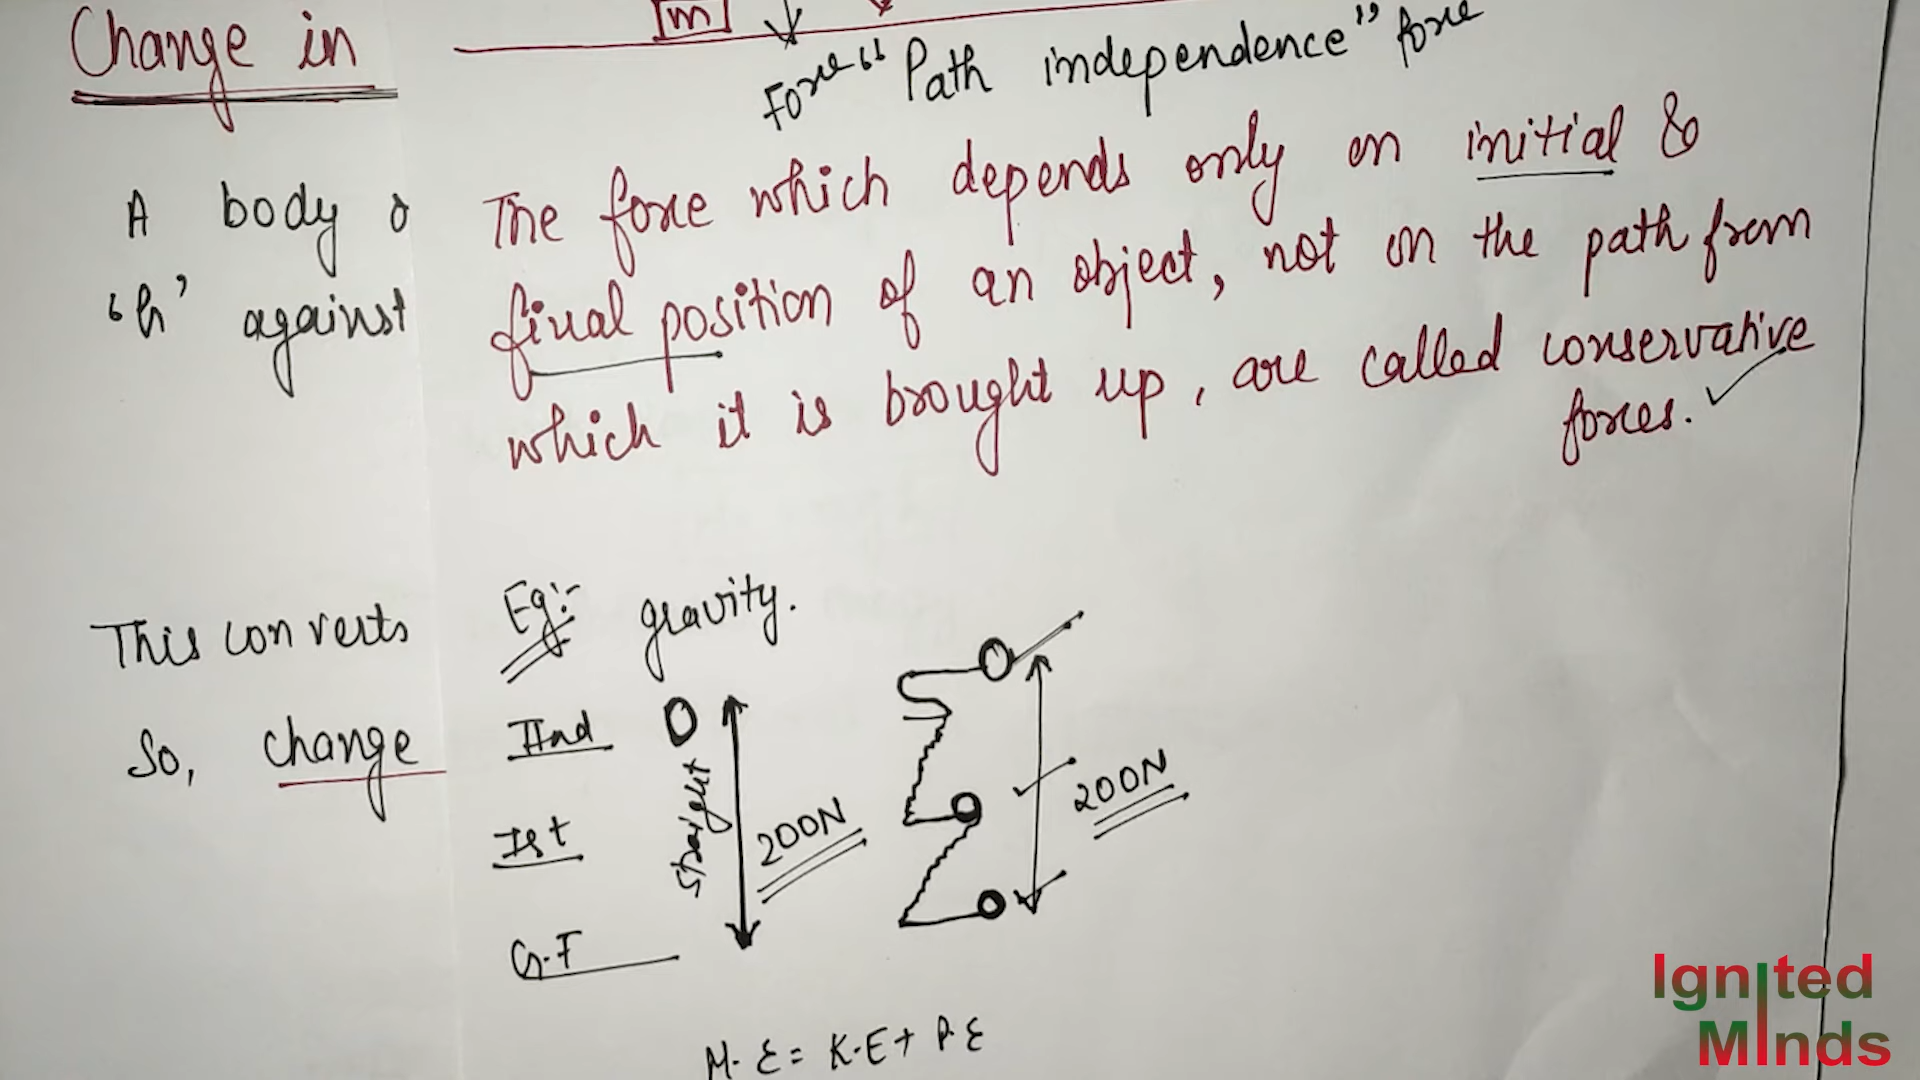 Change in
A body o
'h' against
This converts
So, change
m
Force "Path independence" force
The force which depends only on initial &
final position of an object, not on the path from
which it is brought up, are called conservative
forces.
Eg:- gravity.
IInd
Ist
G.F
straight
200N
200N
M.E = K.E + P.E
Ignited
Minds